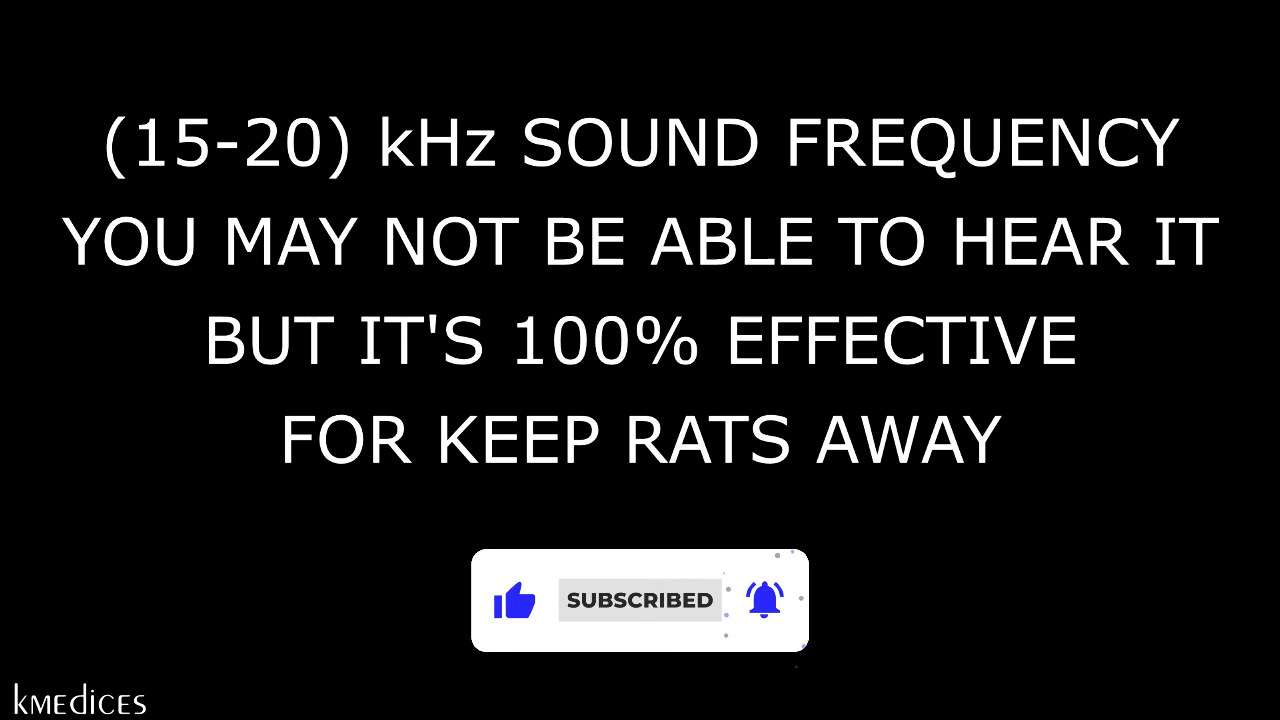 (15-20) kHz SOUND FREQUENCY
YOU MAY NOT BE ABLE TO HEAR IT
BUT IT'S 100% EFFECTIVE
FOR KEEP RATS AWAY
SUBSCRIBED
kMEdiCES